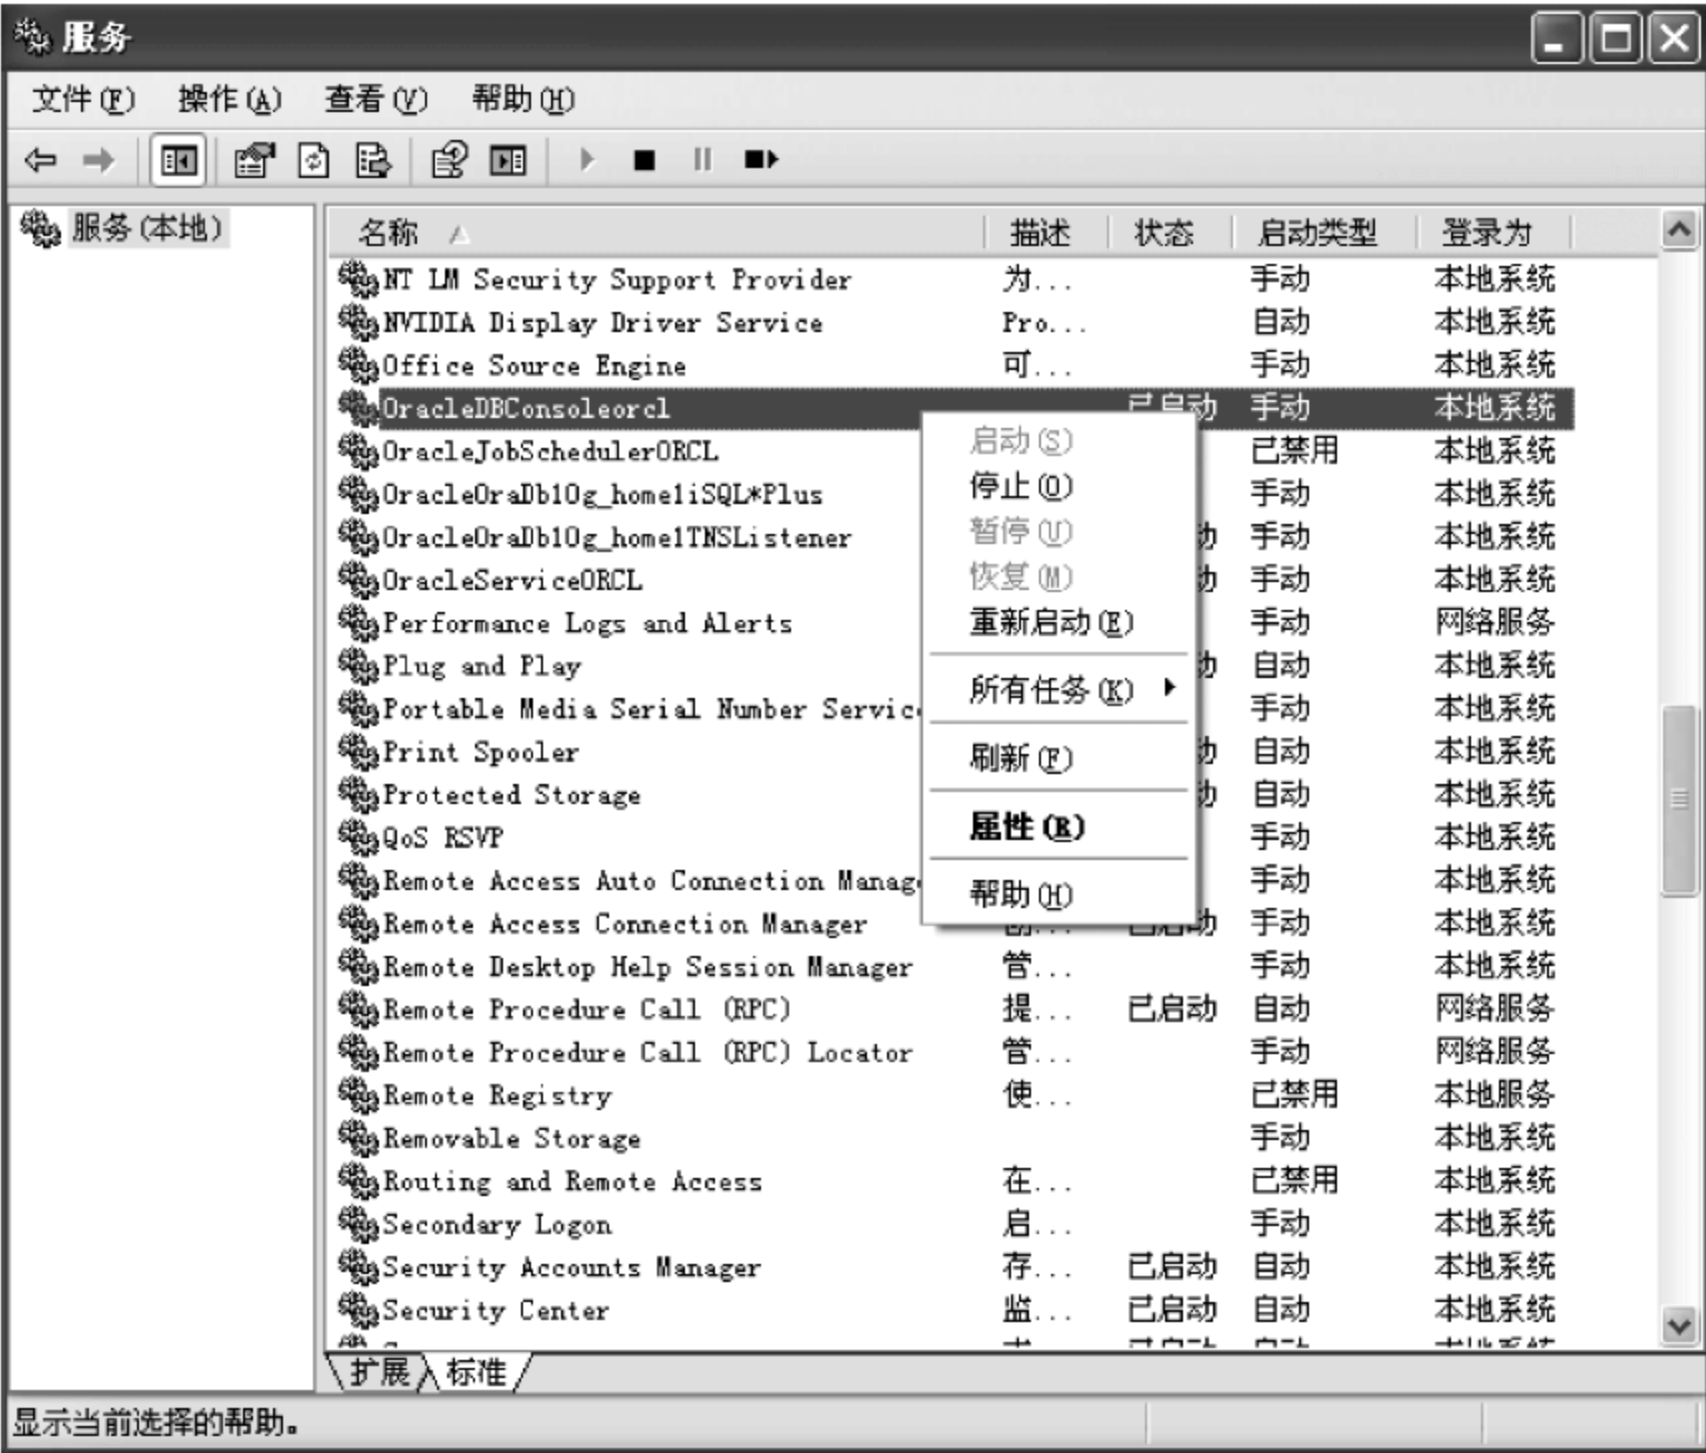 服务
文件(F) 操作(A) 查看(V) 帮助(H)
服务(本地)
名称 描述 状态 启动类型 登录为
NT LM Security Support Provider 为... 手动 本地系统
NVIDIA Display Driver Service Pro... 自动 本地系统
Office Source Engine 可... 手动 本地系统
OracleDBConsoleorcl 已启动 手动 本地系统
OracleJobSchedulerORCL 已禁用 本地系统
OracleOraDb10g_home1iSQL*Plus 手动 本地系统
OracleOraDb10g_home1TNSListener 动 手动 本地系统
OracleServiceORCL 动 手动 本地系统
Performance Logs and Alerts 手动 网络服务
Plug and Play 动 自动 本地系统
Portable Media Serial Number Servic 手动 本地系统
Print Spooler 动 自动 本地系统
Protected Storage 动 自动 本地系统
QoS RSVP 手动 本地系统
Remote Access Auto Connection Manag 手动 本地系统
Remote Access Connection Manager ... 已启动 手动 本地系统
Remote Desktop Help Session Manager 管... 手动 本地系统
Remote Procedure Call (RPC) 提... 已启动 自动 网络服务
Remote Procedure Call (RPC) Locator 管... 手动 网络服务
Remote Registry 使... 已禁用 本地服务
Removable Storage 手动 本地系统
Routing and Remote Access 在... 已禁用 本地系统
Secondary Logon 启... 手动 本地系统
Security Accounts Manager 存... 已启动 自动 本地系统
Security Center 监... 已启动 自动 本地系统
启动(S)
停止(O)
暂停(U)
恢复(M)
重新启动(E)
所有任务(K)
刷新(F)
属性(R)
帮助(H)
扩展 标准
显示当前选择的帮助。